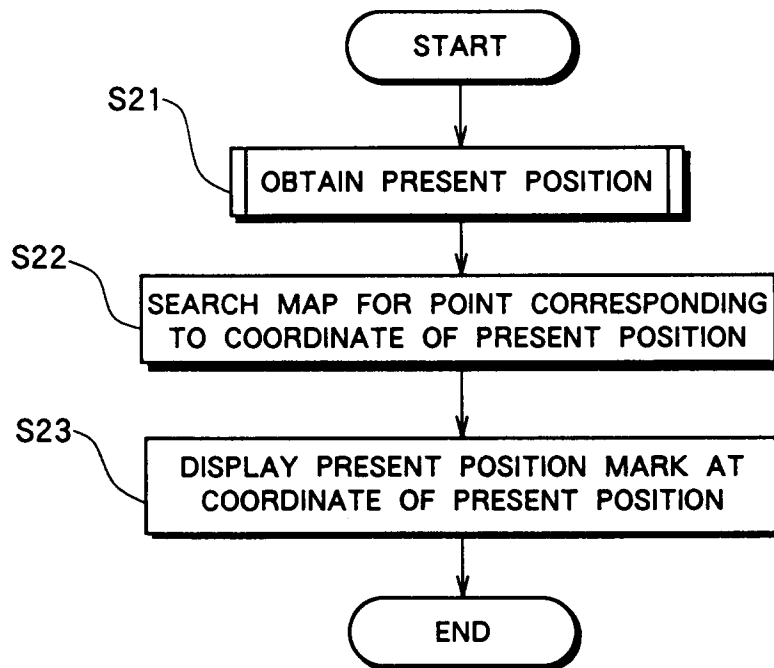 START
S21
OBTAIN PRESENT POSITION
S22
SEARCH MAP FOR POINT CORRESPONDING
TO COORDINATE OF PRESENT POSITION
S23
DISPLAY PRESENT POSITION MARK AT
COORDINATE OF PRESENT POSITION
END